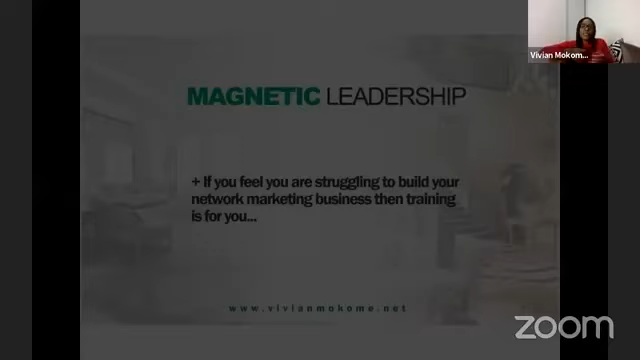 Vivian Mokom...
MAGNETIC LEADERSHIP
+ If you feel you are struggling to build your
network marketing business then training
is for you...
www.vivianmokome.net
zoom